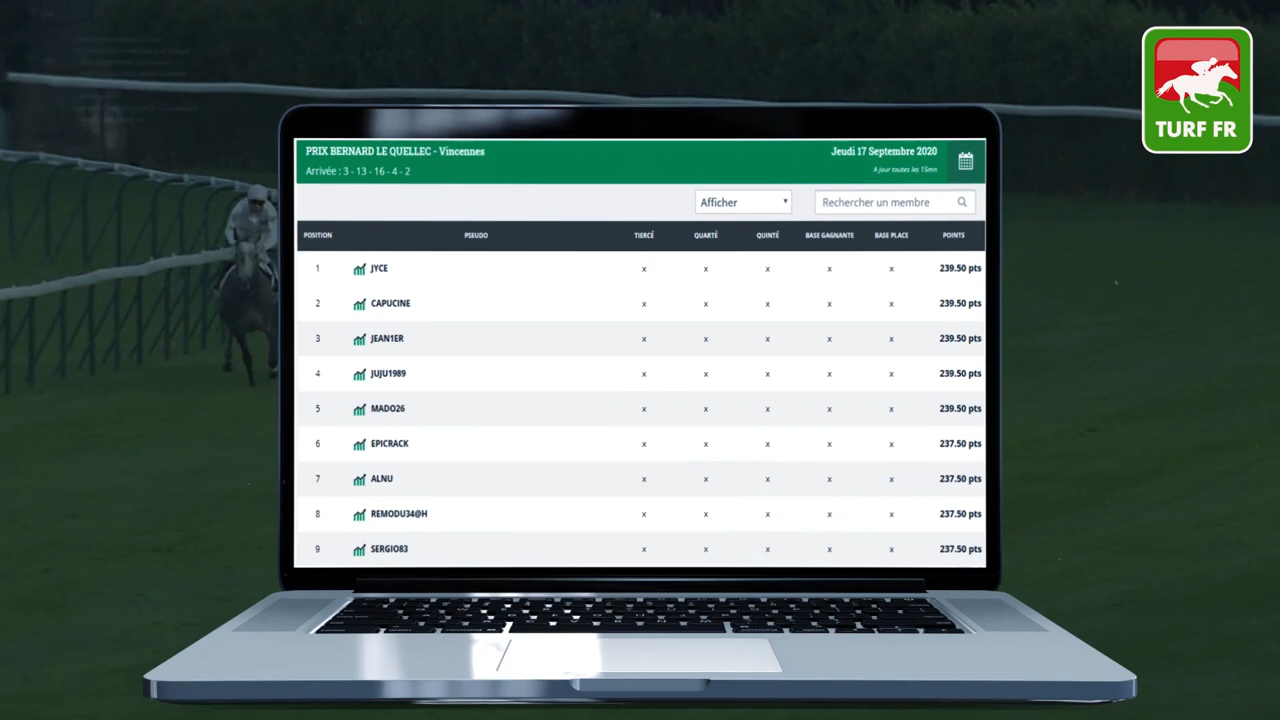 TURF FR
PRIX BERNARD LE QUELLEC - Vincennes
Jeudi 17 Septembre 2020
Arrivée : 3 - 13 - 16 - 4 - 2
A jour toutes les 15mn
Afficher
Rechercher un membre
POSITION PSEUDO TIERCÉ QUARTÉ QUINTÉ BASE GAGNANTE BASE PLACE POINTS
1 JYCE x x x x x 239.50 pts
2 CAPUCINE x x x x x 239.50 pts
3 JEAN1ER x x x x x 239.50 pts
4 JUJU1989 x x x x x 239.50 pts
5 MADO26 x x x x x 239.50 pts
6 EPICRACK x x x x x 237.50 pts
7 ALNU x x x x x 237.50 pts
8 REMODU34@H x x x x x 237.50 pts
9 SERGIO83 x x x x x 237.50 pts